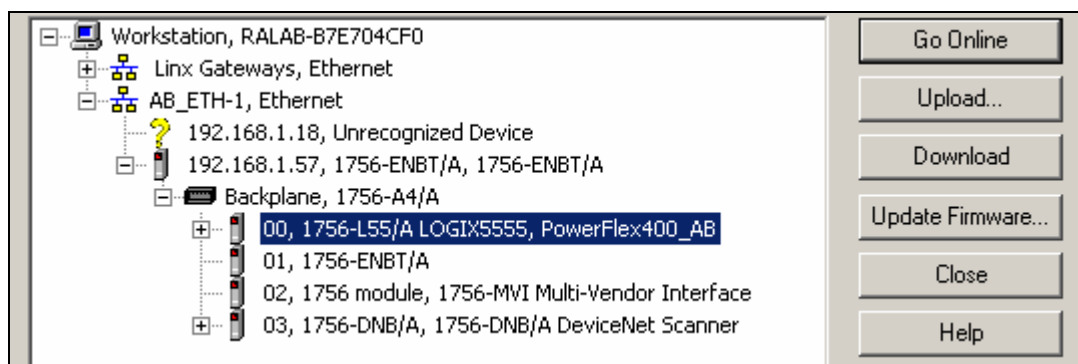 Workstation, RALAB-B7E704CF0
Linx Gateways, Ethernet
AB_ETH-1, Ethernet
192.168.1.18, Unrecognized Device
192.168.1.57, 1756-ENBT/A, 1756-ENBT/A
Backplane, 1756-A4/A
00, 1756-L55/A LOGIX5555, PowerFlex400_AB
01, 1756-ENBT/A
02, 1756 module, 1756-MVI Multi-Vendor Interface
03, 1756-DNB/A, 1756-DNB/A DeviceNet Scanner
Go Online
Upload...
Download
Update Firmware...
Close
Help